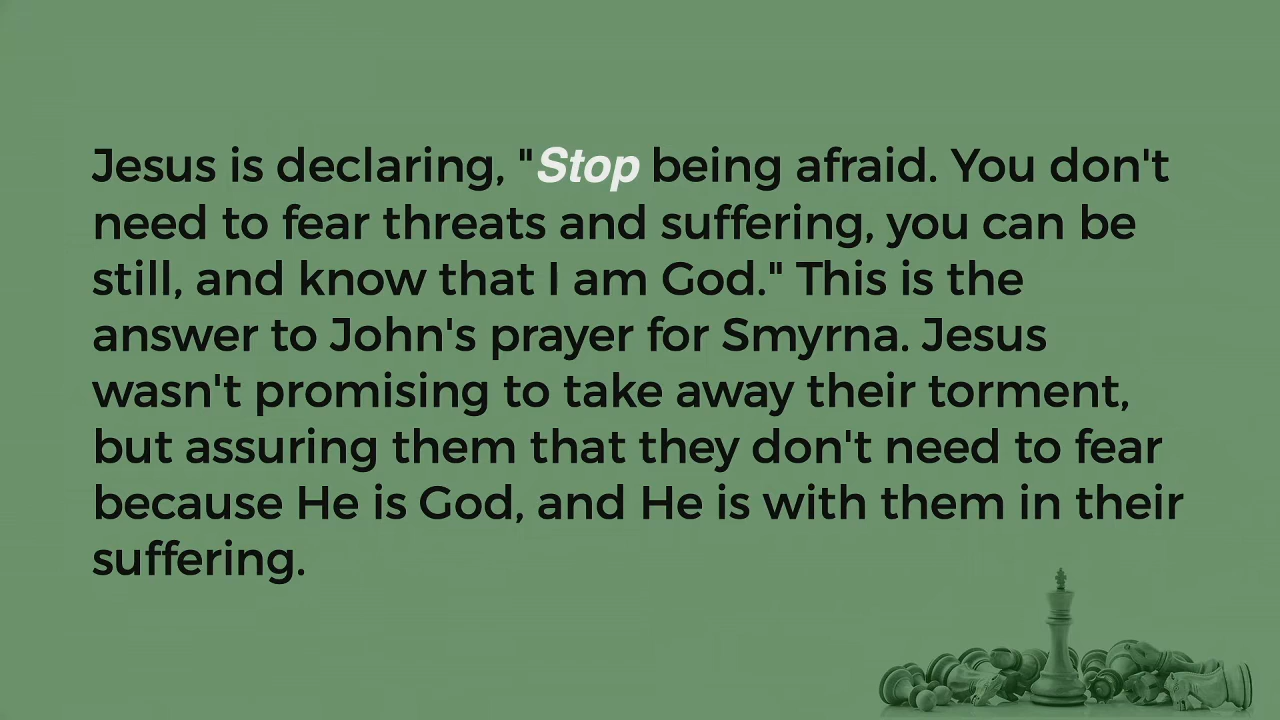 Jesus is declaring, "Stop being afraid. You don't
need to fear threats and suffering, you can be
still, and know that I am God." This is the
answer to John's prayer for Smyrna. Jesus
wasn't promising to take away their torment,
but assuring them that they don't need to fear
because He is God, and He is with them in their
suffering.